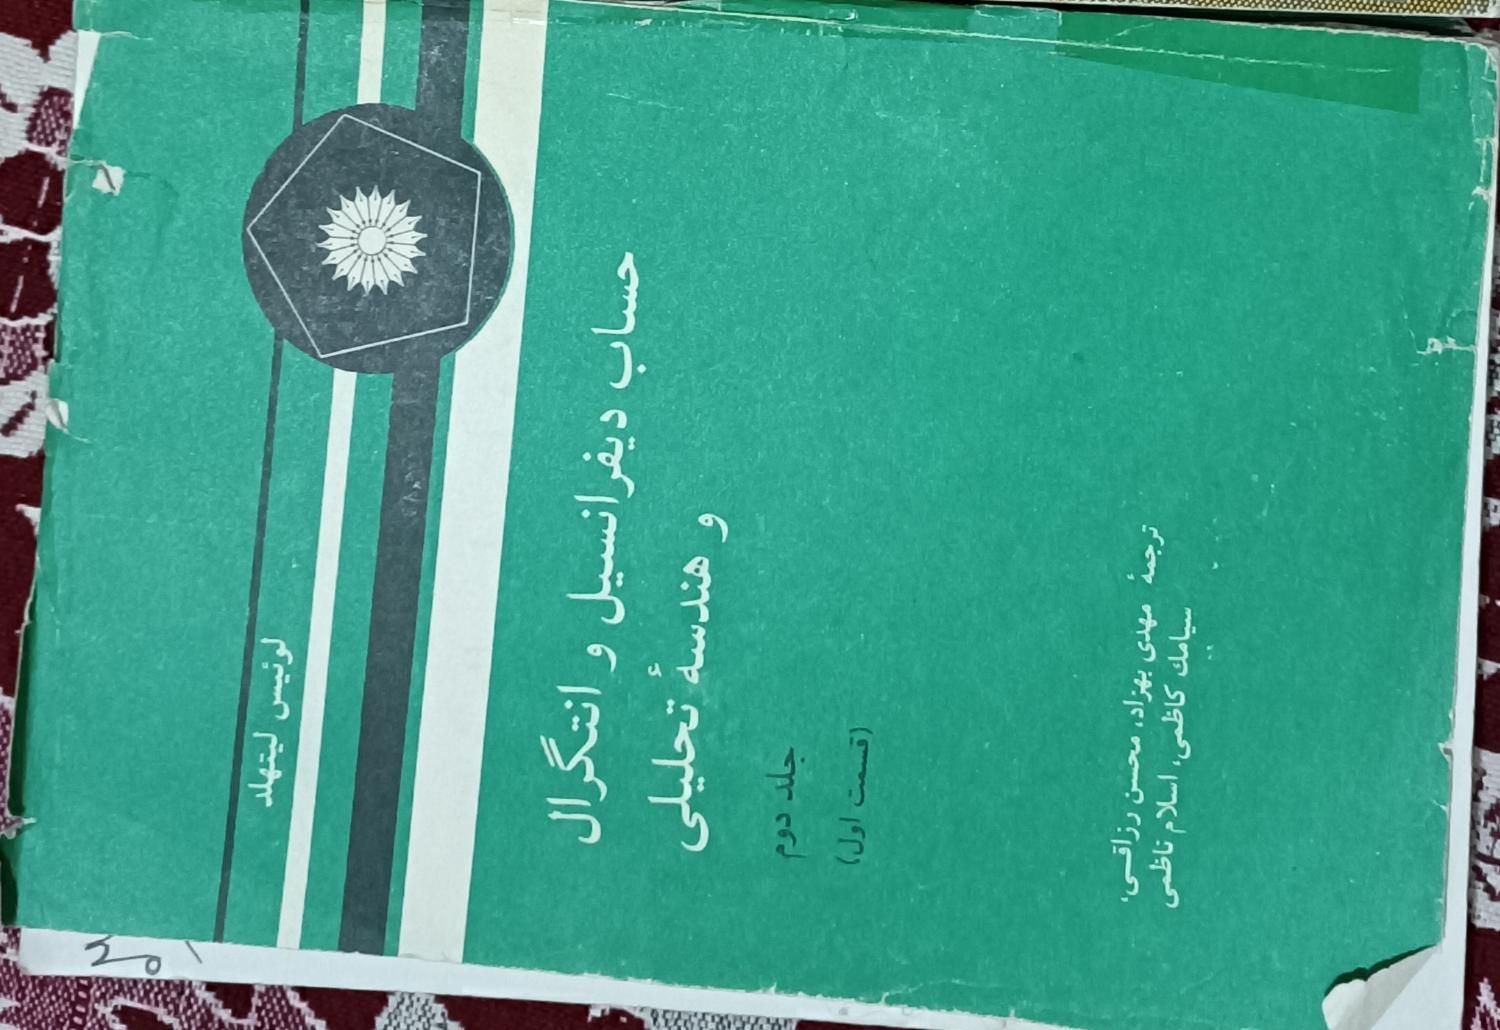 لوئیس لیتهلد
حساب دیفرانسیل و انتگرال
و هندسهٔ تحلیلی
جلد دوم
(قسمت اول)
ترجمهٔ مهدی بهزاد، محسن رزاقی،
سیامك کاظمی، اسلام ناظمی